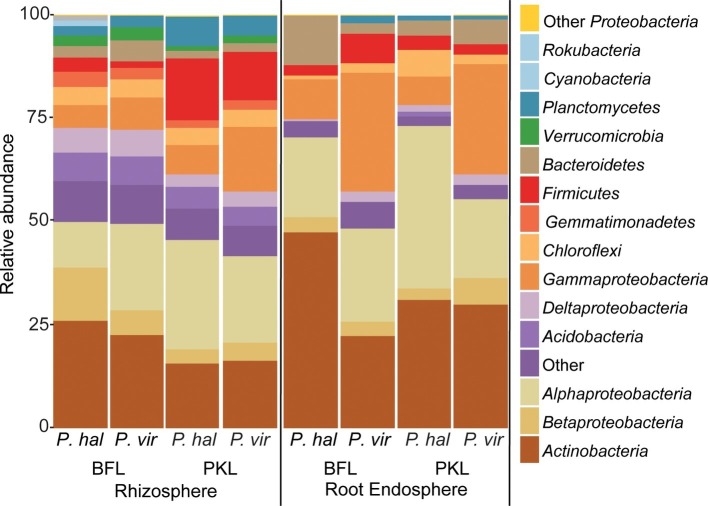 Relative abundance
100
75
50
25
0
P. hal P. vir P. hal P. vir P. hal P. vir P. hal P. vir
BFL PKL BFL PKL
Rhizosphere Root Endosphere
Other Proteobacteria
Rokubacteria
Cyanobacteria
Planctomycetes
Verrucomicrobia
Bacteroidetes
Firmicutes
Gemmatimonadetes
Chloroflexi
Gammaproteobacteria
Deltaproteobacteria
Acidobacteria
Other
Alphaproteobacteria
Betaproteobacteria
Actinobacteria